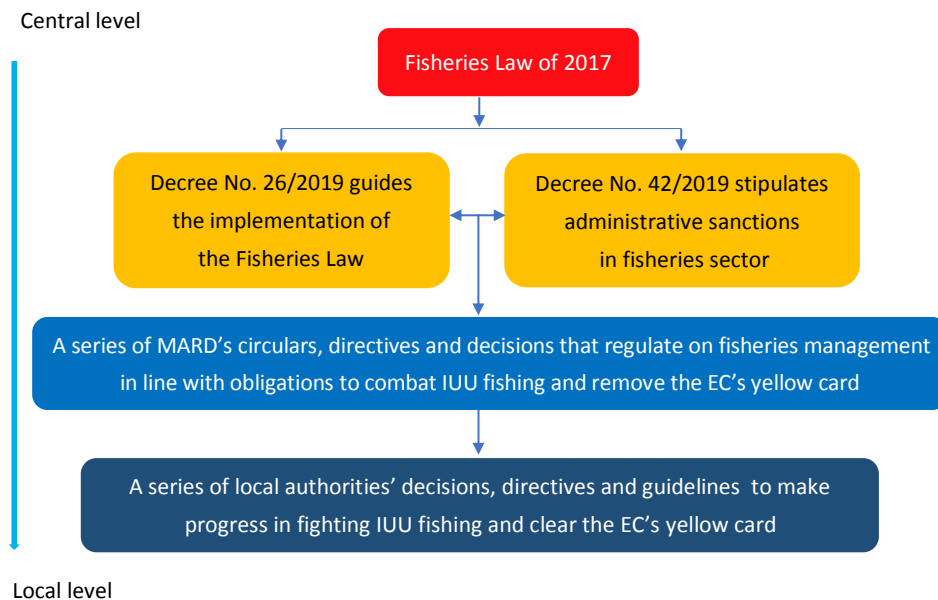 Central level
Fisheries Law of 2017
Decree No. 26/2019 guides
the implementation of
the Fisheries Law
Decree No. 42/2019 stipulates
administrative sanctions
in fisheries sector
A series of MARD’s circulars, directives and decisions that regulate on fisheries management
in line with obligations to combat IUU fishing and remove the EC’s yellow card
A series of local authorities’ decisions, directives and guidelines to make
progress in fighting IUU fishing and clear the EC’s yellow card
Local level